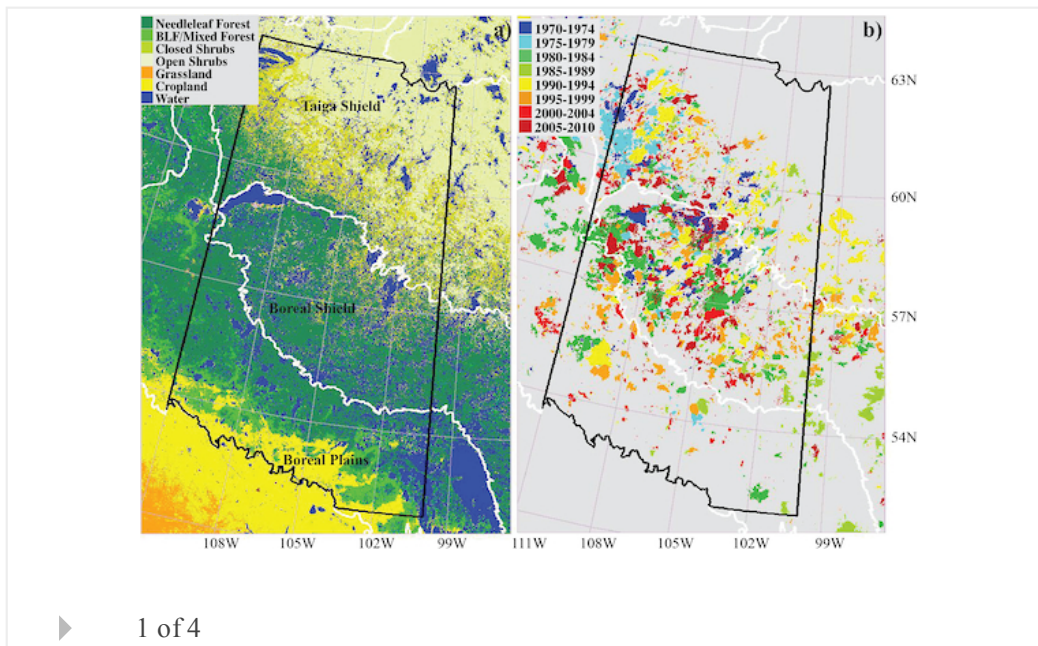 Needleleaf Forest
BLF/Mixed Forest
Closed Shrubs
Open Shrubs
Grassland
Cropland
Water
a)
Taiga Shield
Boreal Shield
Boreal Plains
108W 105W 102W 99W
1970-1974
1975-1979
1980-1984
1985-1989
1990-1994
1995-1999
2000-2004
2005-2010
b)
63N
60N
57N
54N
111W 108W 105W 102W 99W
1 of 4